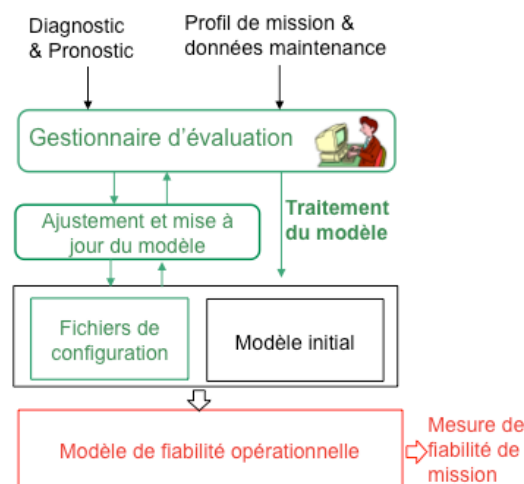 Diagnostic
& Pronostic
Profil de mission &
données maintenance
Gestionnaire d'évaluation
Ajustement et mise à
jour du modèle
Traitement
du modèle
Fichiers de
configuration
Modèle initial
Modèle de fiabilité opérationnelle
Mesure de
fiabilité de
mission